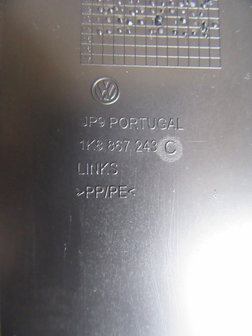 JP9 PORTUGAL
1K8 867 243 C
LINKS
>PP/PE<